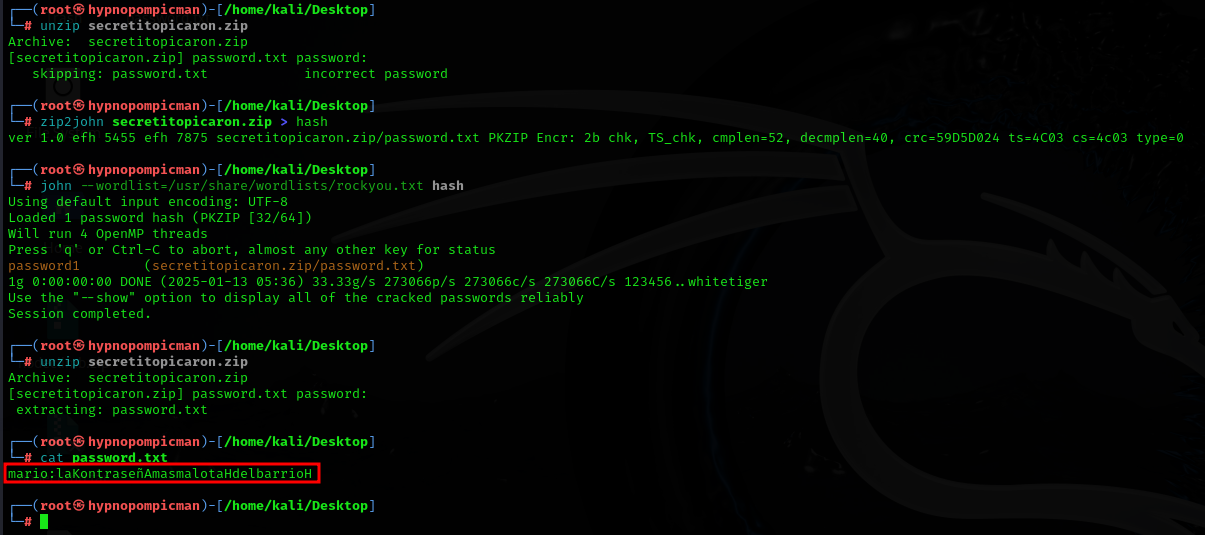 ┌──(root㉿hypnopompicman)-[/home/kali/Desktop]
└─# unzip secretitopicaron.zip
Archive:  secretitopicaron.zip
[secretitopicaron.zip] password.txt password:
   skipping: password.txt            incorrect password
┌──(root㉿hypnopompicman)-[/home/kali/Desktop]
└─# zip2john secretitopicaron.zip > hash
ver 1.0 efh 5455 efh 7875 secretitopicaron.zip/password.txt PKZIP Encr: 2b chk, TS_chk, cmplen=52, decmplen=40, crc=59D5D024 ts=4C03 cs=4c03 type=0
┌──(root㉿hypnopompicman)-[/home/kali/Desktop]
└─# john --wordlist=/usr/share/wordlists/rockyou.txt hash
Using default input encoding: UTF-8
Loaded 1 password hash (PKZIP [32/64])
Will run 4 OpenMP threads
Press 'q' or Ctrl-C to abort, almost any other key for status
password1        (secretitopicaron.zip/password.txt)
1g 0:00:00:00 DONE (2025-01-13 05:36) 33.33g/s 273066p/s 273066c/s 273066C/s 123456..whitetiger
Use the "--show" option to display all of the cracked passwords reliably
Session completed.
┌──(root㉿hypnopompicman)-[/home/kali/Desktop]
└─# unzip secretitopicaron.zip
Archive:  secretitopicaron.zip
[secretitopicaron.zip] password.txt password:
 extracting: password.txt
┌──(root㉿hypnopompicman)-[/home/kali/Desktop]
└─# cat password.txt
mario:laKontraseñAmasmalotaHdelbarrioH
┌──(root㉿hypnopompicman)-[/home/kali/Desktop]
└─#